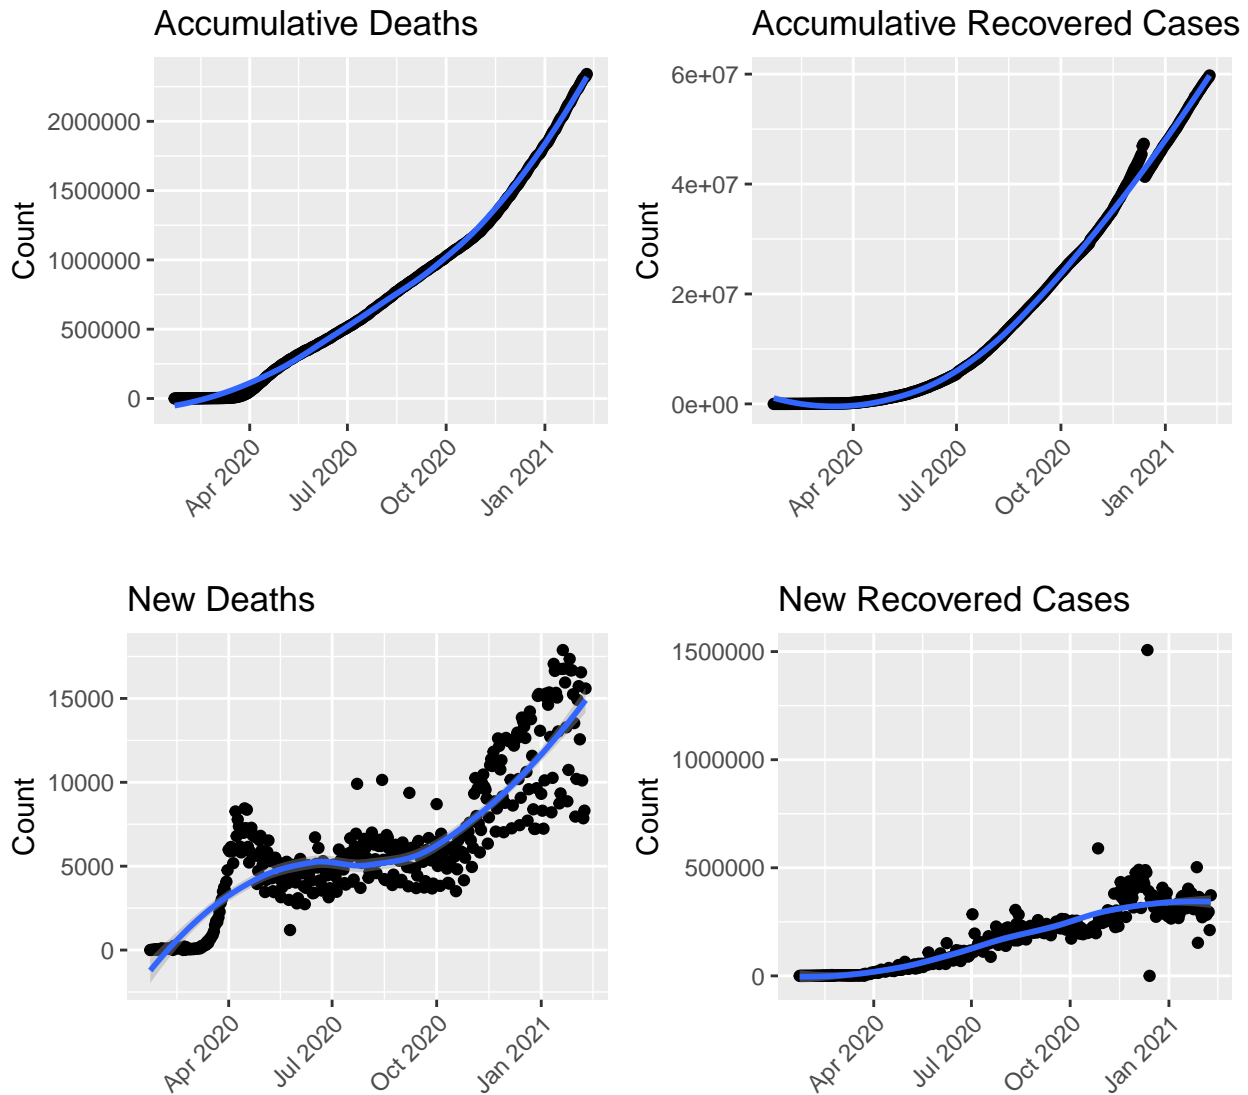 Accumulative Deaths
Count
2000000
1500000
1000000
500000
0
Apr 2020
Jul 2020
Oct 2020
Jan 2021
Accumulative Recovered Cases
Count
6e+07
4e+07
2e+07
0e+00
Apr 2020
Jul 2020
Oct 2020
Jan 2021
New Deaths
Count
15000
10000
5000
0
Apr 2020
Jul 2020
Oct 2020
Jan 2021
New Recovered Cases
Count
1500000
1000000
500000
0
Apr 2020
Jul 2020
Oct 2020
Jan 2021